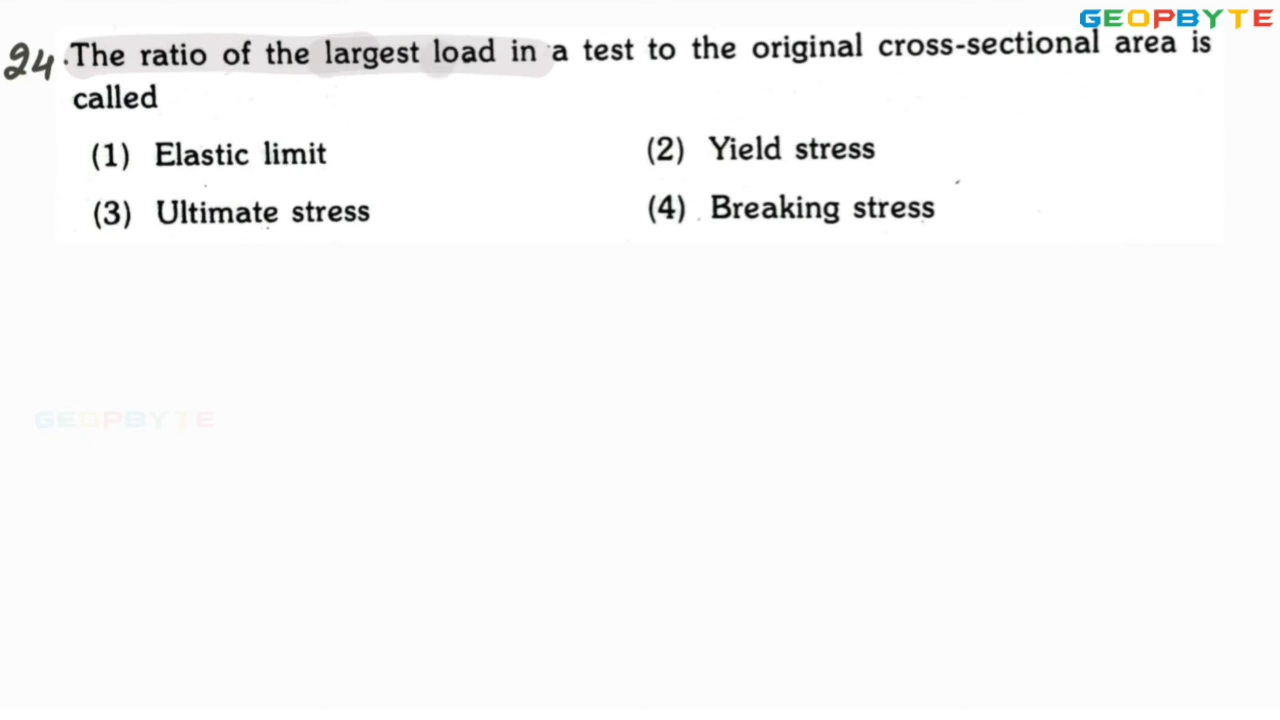 GEOPBYTE
24. The ratio of the largest load in a test to the original cross-sectional area is
called
(1) Elastic limit
(2) Yield stress
(3) Ultimate stress
(4) Breaking stress
GEOPBYTE